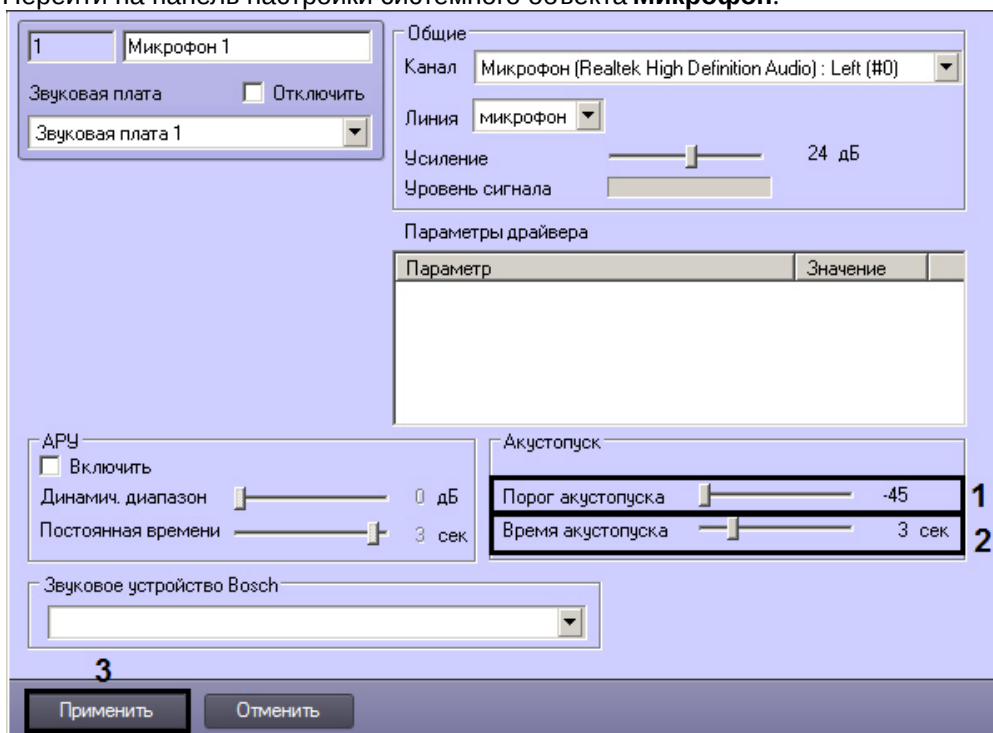 Перейти на панель настройки системного объекта Микрофон.
1
Микрофон 1
Звуковая плата
Отключить
Звуковая плата 1
Общие
Канал
Микрофон (Realtek High Definition Audio) : Left (#0)
Линия
микрофон
Усиление
24 дБ
Уровень сигнала
Параметры драйвера
Параметр
Значение
АРУ
Включить
Динамич. диапазон
0 дБ
Постоянная времени
3 сек
Акустопуск
Порог акустопуска
-45
1
Время акустопуска
3 сек
2
Звуковое устройство Bosch
3
Применить
Отменить